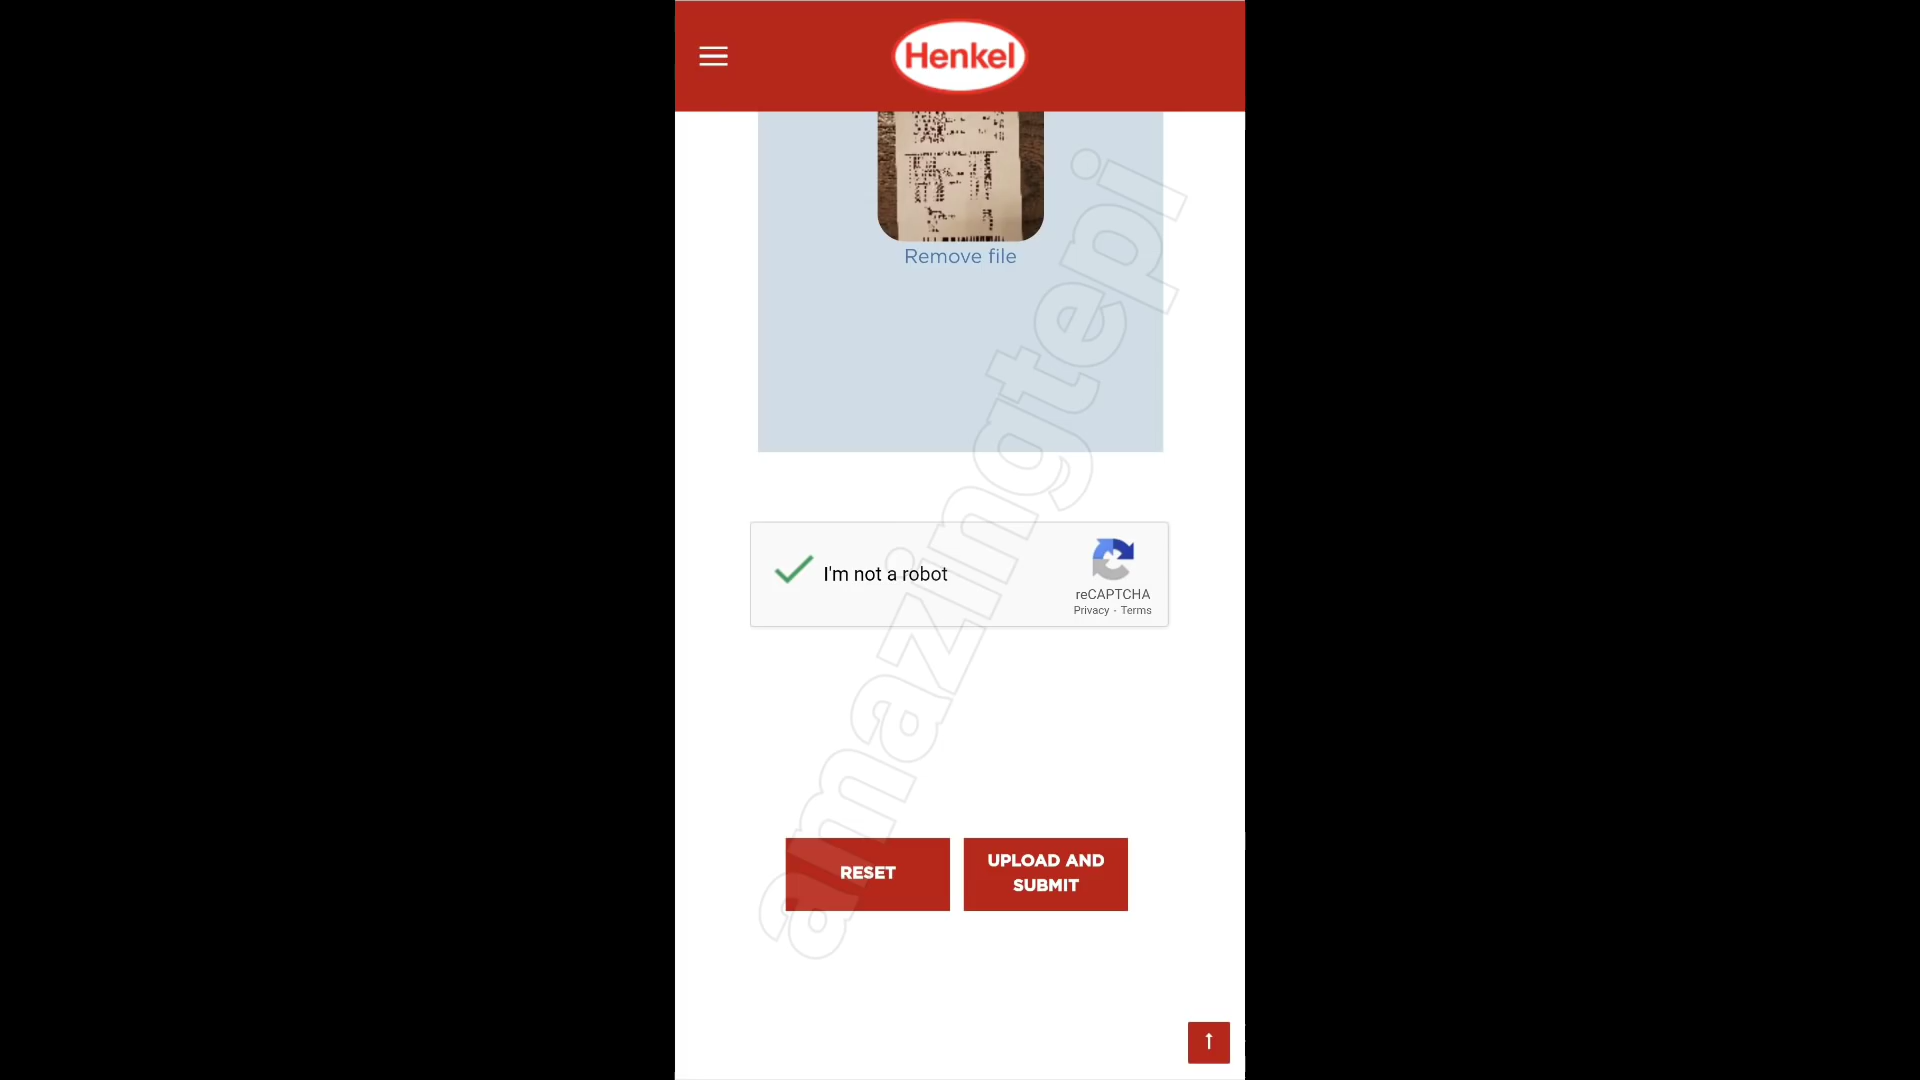 Henkel
Remove file
I'm not a robot
reCAPTCHA
Privacy - Terms
RESET
UPLOAD AND
SUBMIT
amazingtepi